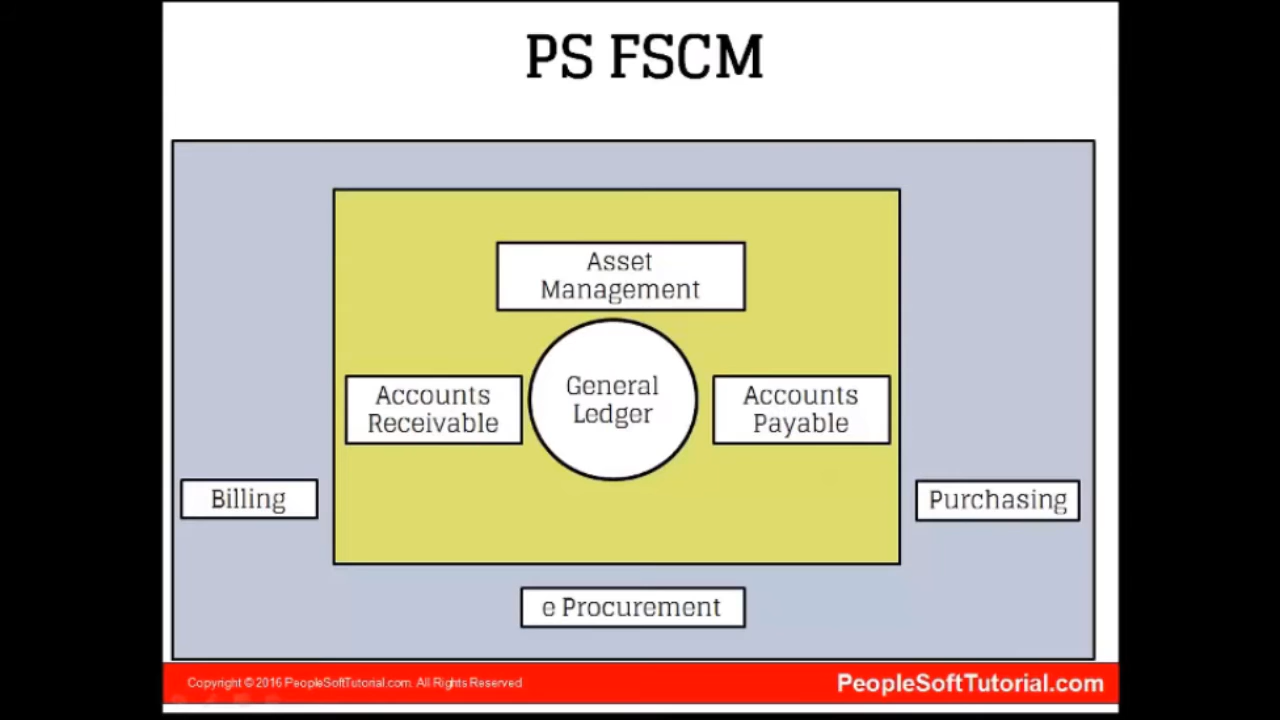 PS FSCM
Asset
Management
General
Ledger
Accounts
Receivable
Accounts
Payable
Billing
Purchasing
e Procurement
Copyright © 2016 PeopleSoftTutorial.com. All Rights Reserved
PeopleSoftTutorial.com